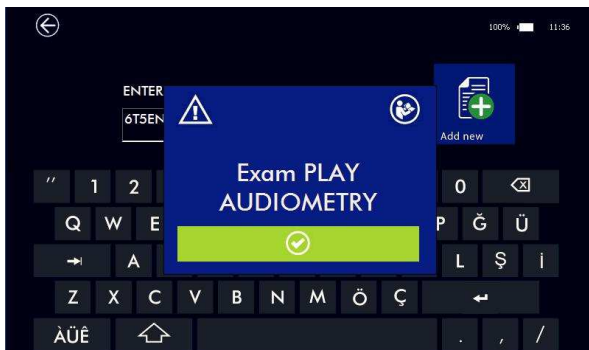 100% 11:36
ENTER
6T5EN
Add new
Exam PLAY
AUDIOMETRY
" 1 2 0
Q W E P Ğ Ü
A L Ş İ
Z X C V B N M Ö Ç
ÀÜÊ . , /